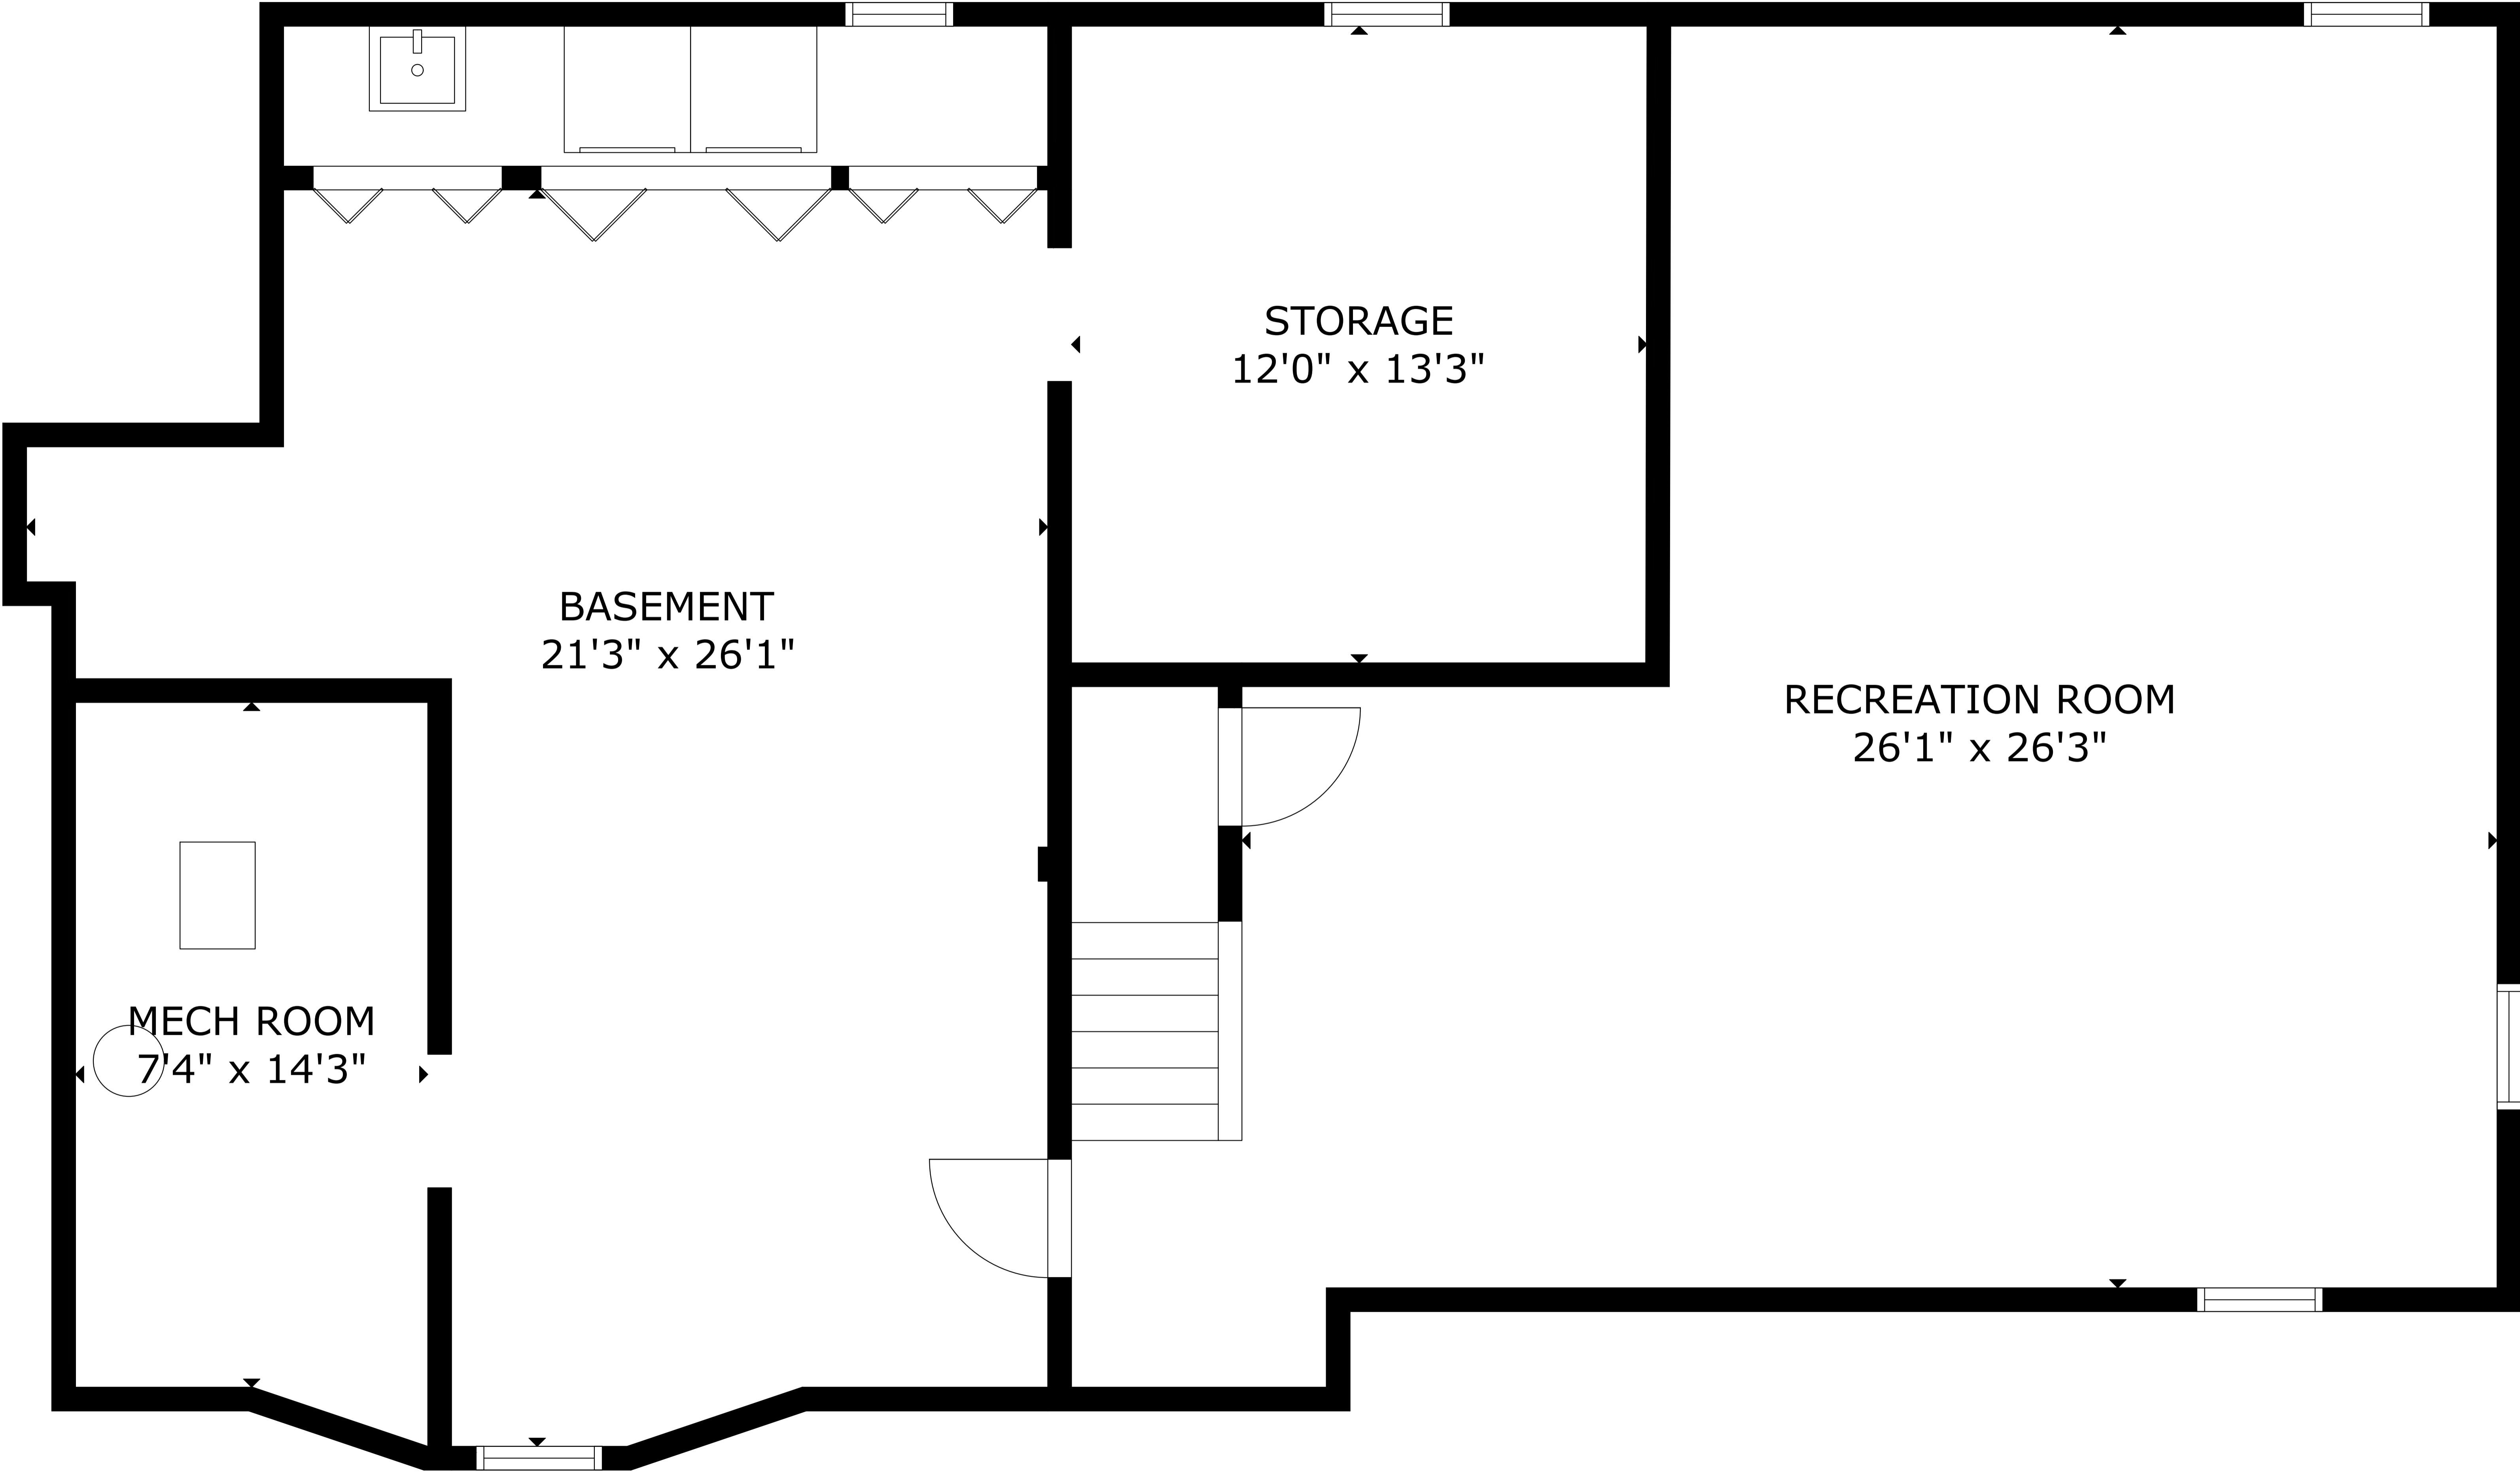 STORAGE
12'0" x 13'3"
BASEMENT
21'3" x 26'1"
RECREATION ROOM
26'1" x 26'3"
MECH ROOM
7'4" x 14'3"